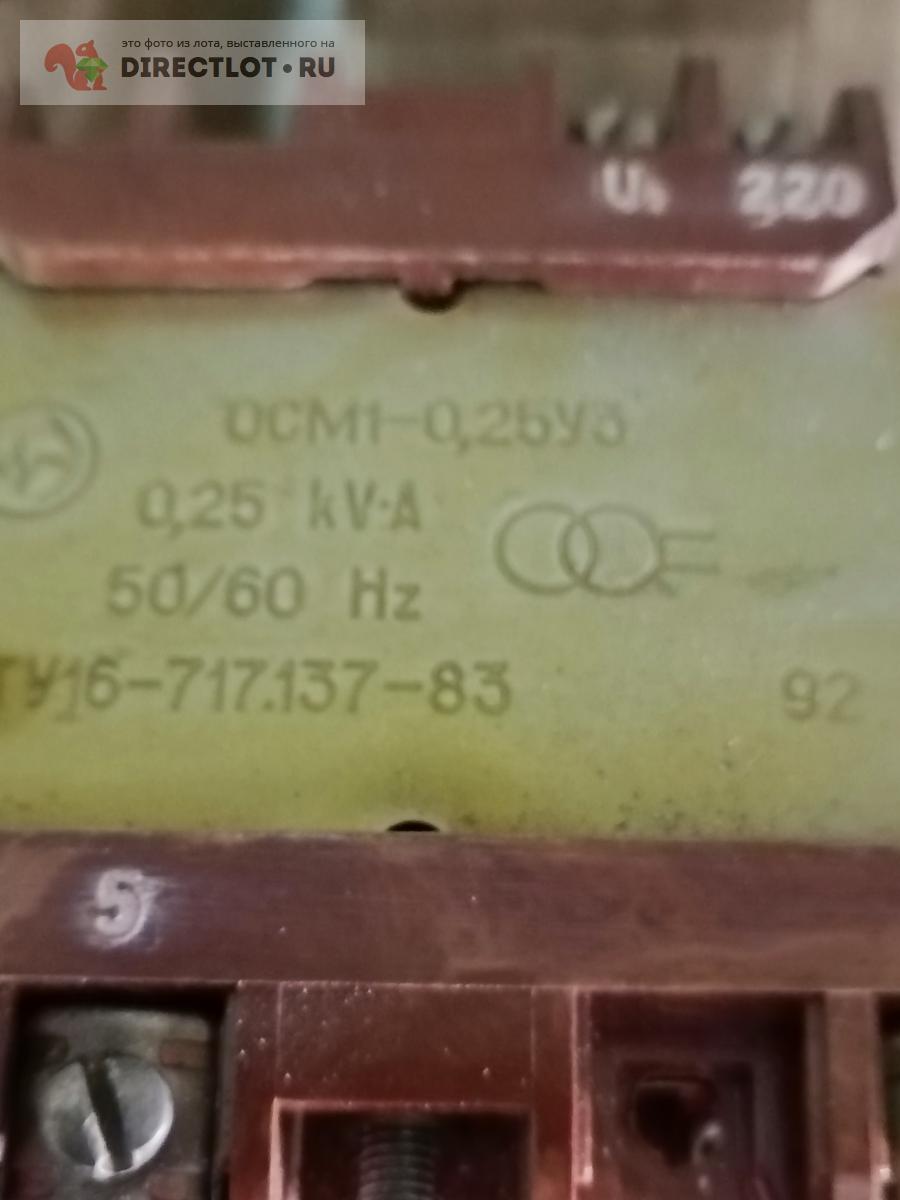 это фото из лота, выставленного на
DIRECTLOT.RU
U₁ 220
ОСМ1-0,25У3
0,25 kV·A
50/60 Hz
ТУ16-717.137-83 92
5